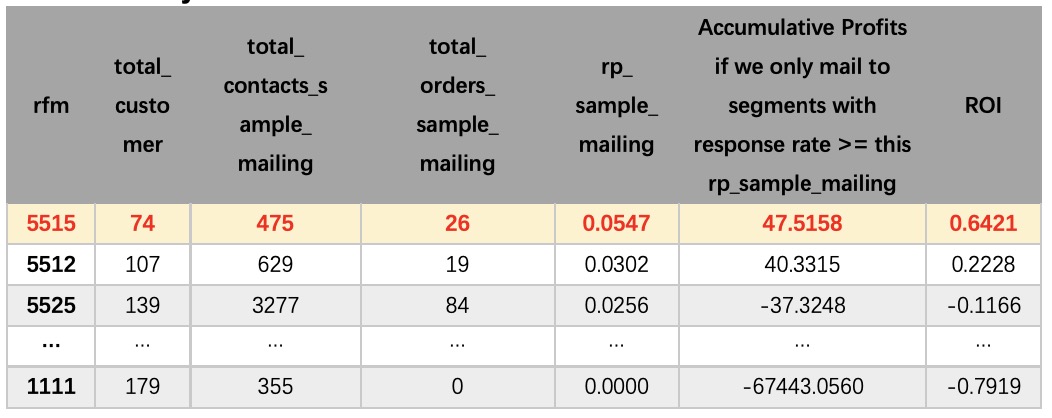 rfm total_customer total_contacts_sample_mailing total_orders_sample_mailing rp_sample_mailing Accumulative Profits if we only mail to segments with response rate >= this rp_sample_mailing ROI
5515 74 475 26 0.0547 47.5158 0.6421
5512 107 629 19 0.0302 40.3315 0.2228
5525 139 3277 84 0.0256 -37.3248 -0.1166
... ... ... ... ... ... ...
1111 179 355 0 0.0000 -67443.0560 -0.7919